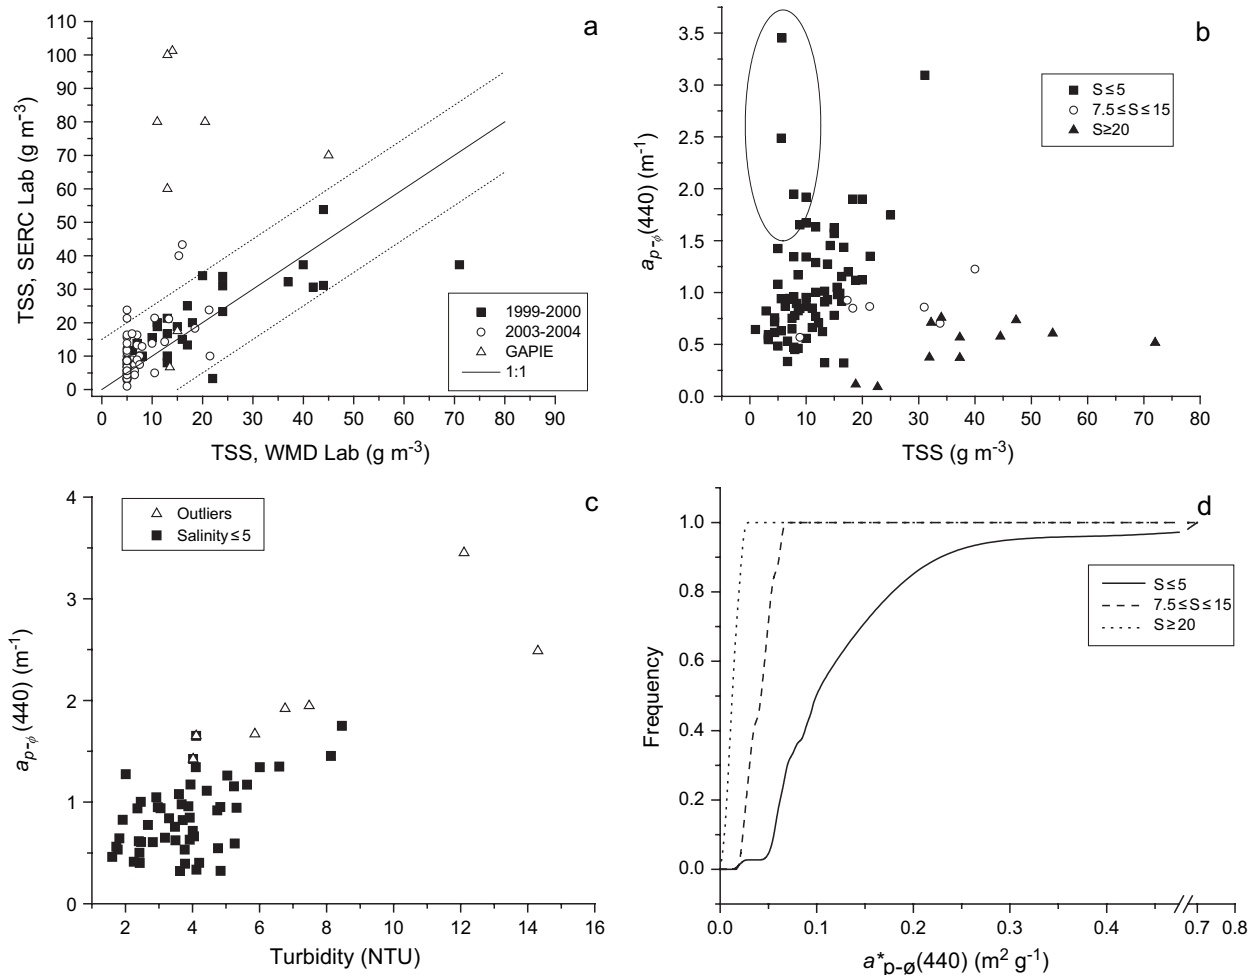 a
110
100
90
80
70
60
50
40
30
20
10
0
TSS, SERC Lab (g m⁻³)
1999-2000
2003-2004
GAPIE
1:1
0 10 20 30 40 50 60 70 80 90
TSS, WMD Lab (g m⁻³)
b
3.5
3.0
2.5
2.0
1.5
1.0
0.5
0.0
aₚ₋ᵩ(440) (m⁻¹)
S≤5
7.5≤S≤15
S≥20
0 10 20 30 40 50 60 70 80
TSS (g m⁻³)
c
4
3
2
1
0
aₚ₋ᵩ(440) (m⁻¹)
Outliers
Salinity≤5
2 4 6 8 10 12 14 16
Turbidity (NTU)
d
1.0
0.8
0.6
0.4
0.2
0.0
Frequency
S≤5
7.5≤S≤15
S≥20
0.0 0.1 0.2 0.3 0.4 0.7 0.8
a*p-ø(440) (m² g⁻¹)